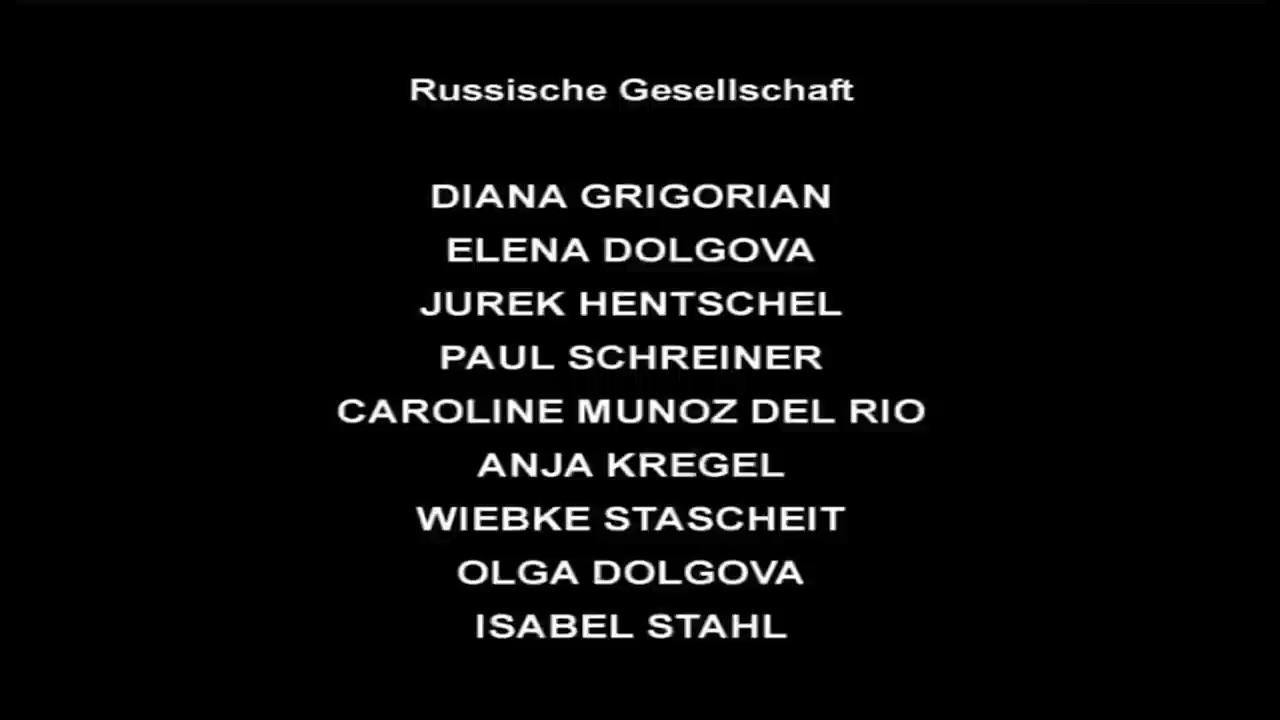 Russische Gesellschaft
DIANA GRIGORIAN
ELENA DOLGOVA
JUREK HENTSCHEL
PAUL SCHREINER
CAROLINE MUNOZ DEL RIO
ANJA KREGEL
WIEBKE STASCHEIT
OLGA DOLGOVA
ISABEL STAHL